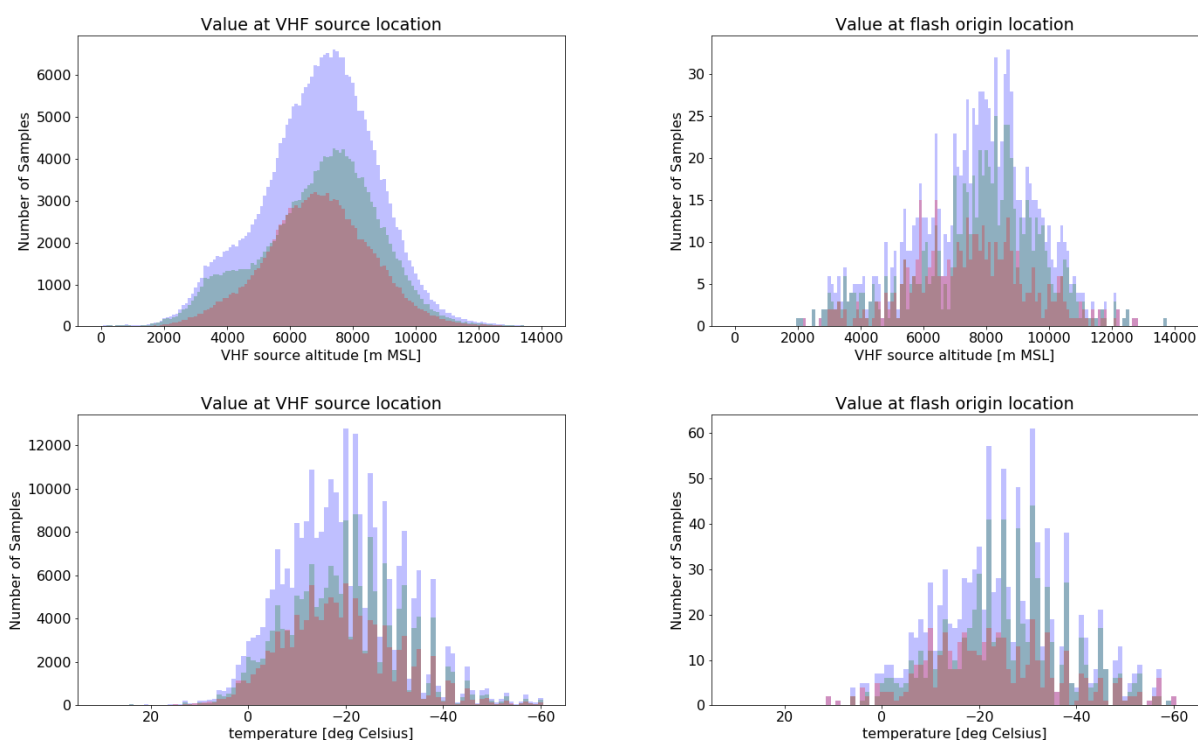 Value at VHF source location
Number of Samples
6000
5000
4000
3000
2000
1000
0
0 2000 4000 6000 8000 10000 12000 14000
VHF source altitude [m MSL]
Value at flash origin location
Number of Samples
30
25
20
15
10
5
0
0 2000 4000 6000 8000 10000 12000 14000
VHF source altitude [m MSL]
Value at VHF source location
Number of Samples
12000
10000
8000
6000
4000
2000
0
20 0 −20 −40 −60
temperature [deg Celsius]
Value at flash origin location
Number of Samples
60
50
40
30
20
10
0
20 0 −20 −40 −60
temperature [deg Celsius]